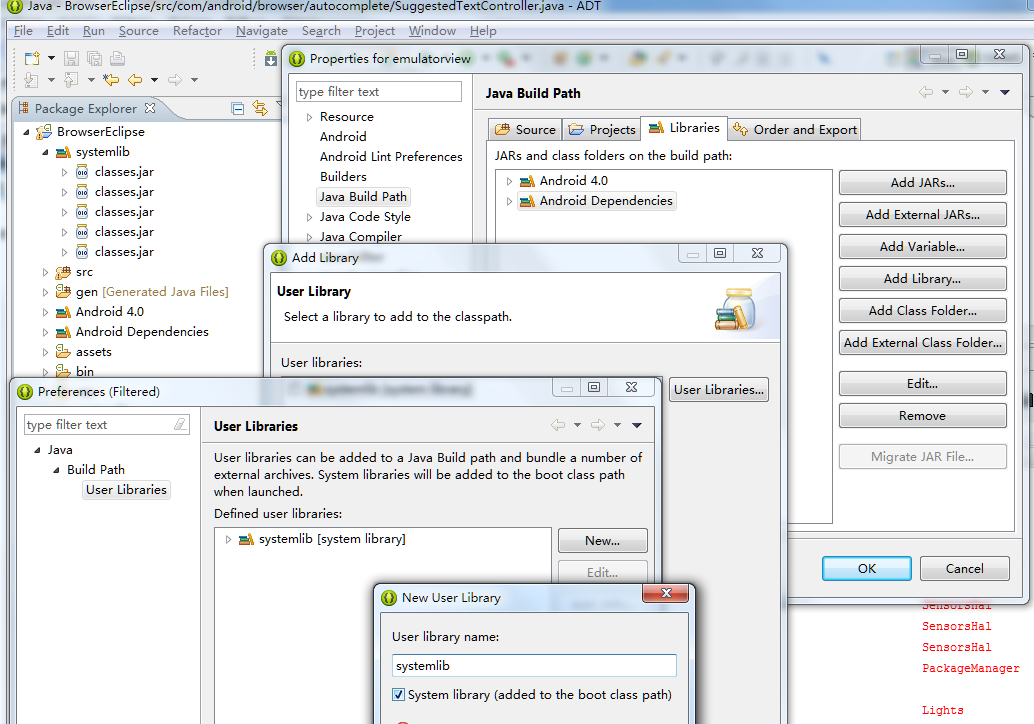 Java - BrowserEclipse/src/com/android/browser/autocomplete/SuggestedTextController.java - ADT
File Edit Run Source Refactor Navigate Search Project Window Help
Package Explorer
BrowserEclipse
systemlib
classes.jar
classes.jar
classes.jar
classes.jar
classes.jar
src
gen [Generated Java Files]
Android 4.0
Android Dependencies
assets
bin
Properties for emulatorview
type filter text
Resource
Android
Android Lint Preferences
Builders
Java Build Path
Java Code Style
Java Compiler
Java Build Path
Source Projects Libraries Order and Export
JARs and class folders on the build path:
Android 4.0
Android Dependencies
Add JARs...
Add External JARs...
Add Variable...
Add Library...
Add Class Folder...
Add External Class Folder...
Edit...
Remove
Migrate JAR File...
OK Cancel
Add Library
User Library
Select a library to add to the classpath.
User libraries:
User Libraries...
Preferences (Filtered)
type filter text
Java
Build Path
User Libraries
User Libraries
User libraries can be added to a Java Build path and bundle a number of
external archives. System libraries will be added to the boot class path
when launched.
Defined user libraries:
systemlib [system library]
New...
Edit...
New User Library
User library name:
systemlib
System library (added to the boot class path)
SensorsHal
SensorsHal
SensorsHal
PackageManager
Lights